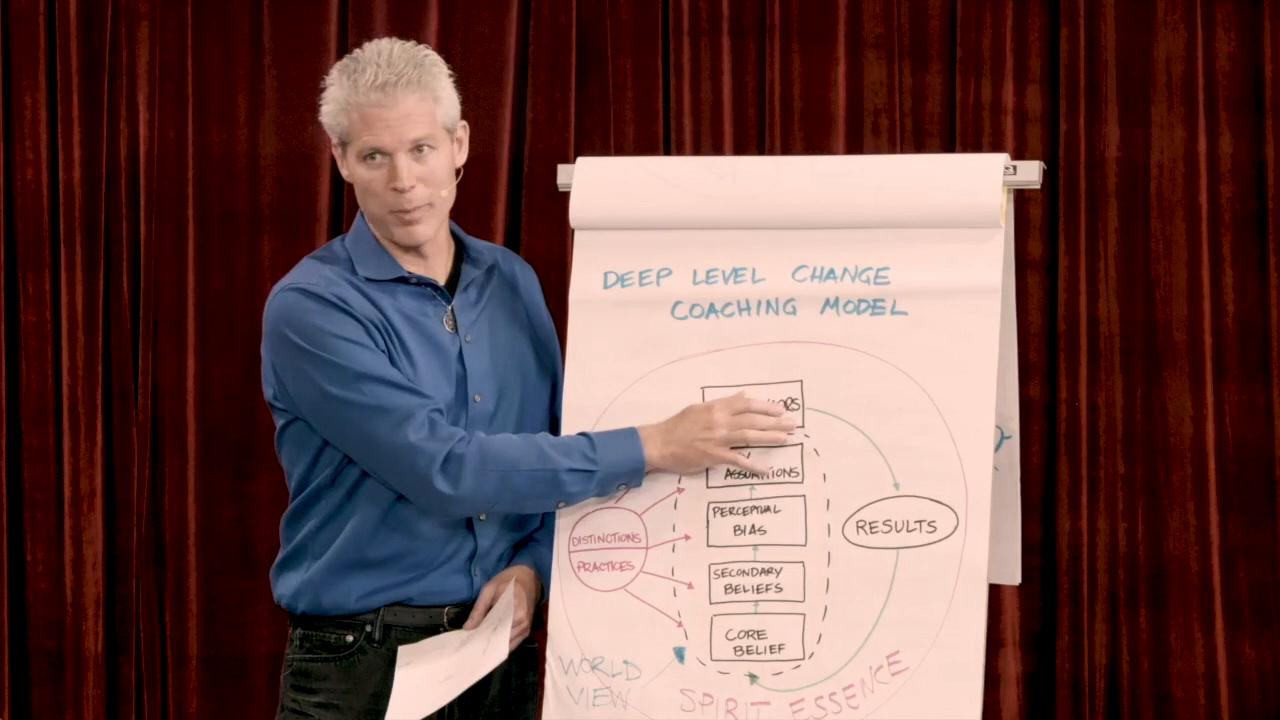 DEEP LEVEL CHANGE
COACHING MODEL
ASSUMPTIONS
PERCEPTUAL
BIAS
RESULTS
DISTINCTIONS
PRACTICES
SECONDARY
BELIEFS
CORE
BELIEF
WORLD
VIEW
SPIRIT ESSENCE